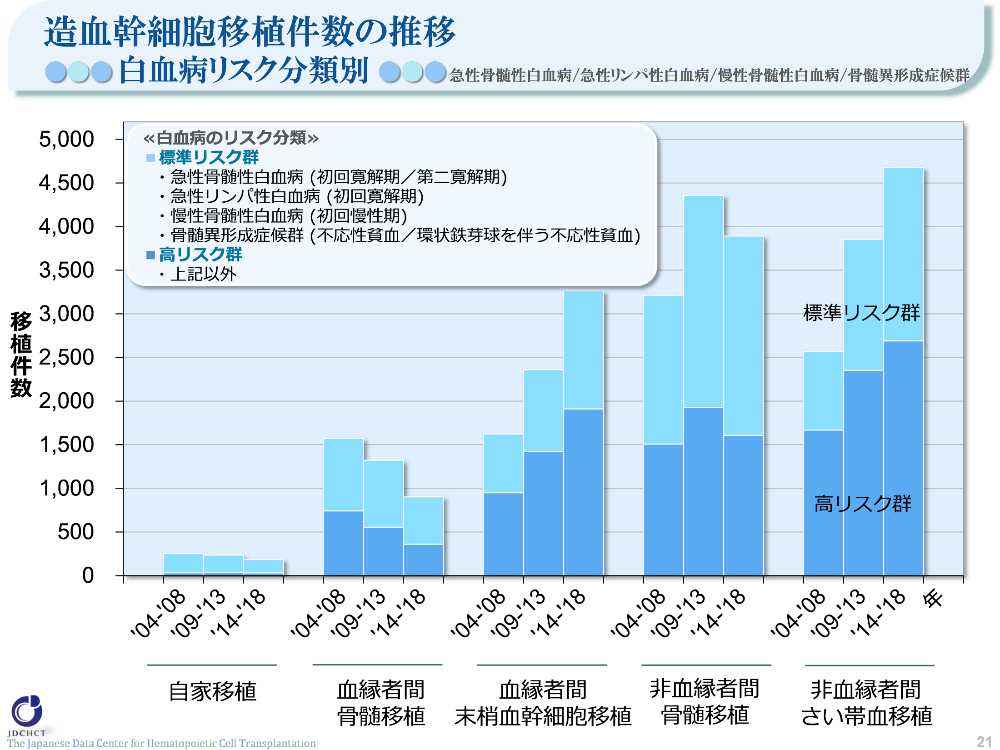 造血幹細胞移植件数の推移
白血病リスク分類別 急性骨髄性白血病/急性リンパ性白血病/慢性骨髄性白血病/骨髄異形成症候群
≪白血病のリスク分類≫
標準リスク群
・急性骨髄性白血病 (初回寛解期／第二寛解期)
・急性リンパ性白血病 (初回寛解期)
・慢性骨髄性白血病 (初回慢性期)
・骨髄異形成症候群 (不応性貧血／環状鉄芽球を伴う不応性貧血)
高リスク群
・上記以外
移植件数
5,000
4,500
4,000
3,500
3,000
2,500
2,000
1,500
1,000
500
0
標準リスク群
高リスク群
'04-'08 '09-'13 '14-'18 '04-'08 '09-'13 '14-'18 '04-'08 '09-'13 '14-'18 '04-'08 '09-'13 '14-'18 '04-'08 '09-'13 '14-'18 年
自家移植
血縁者間
骨髄移植
血縁者間
末梢血幹細胞移植
非血縁者間
骨髄移植
非血縁者間
さい帯血移植
JDCHCT
The Japanese Data Center for Hematopoietic Cell Transplantation
21